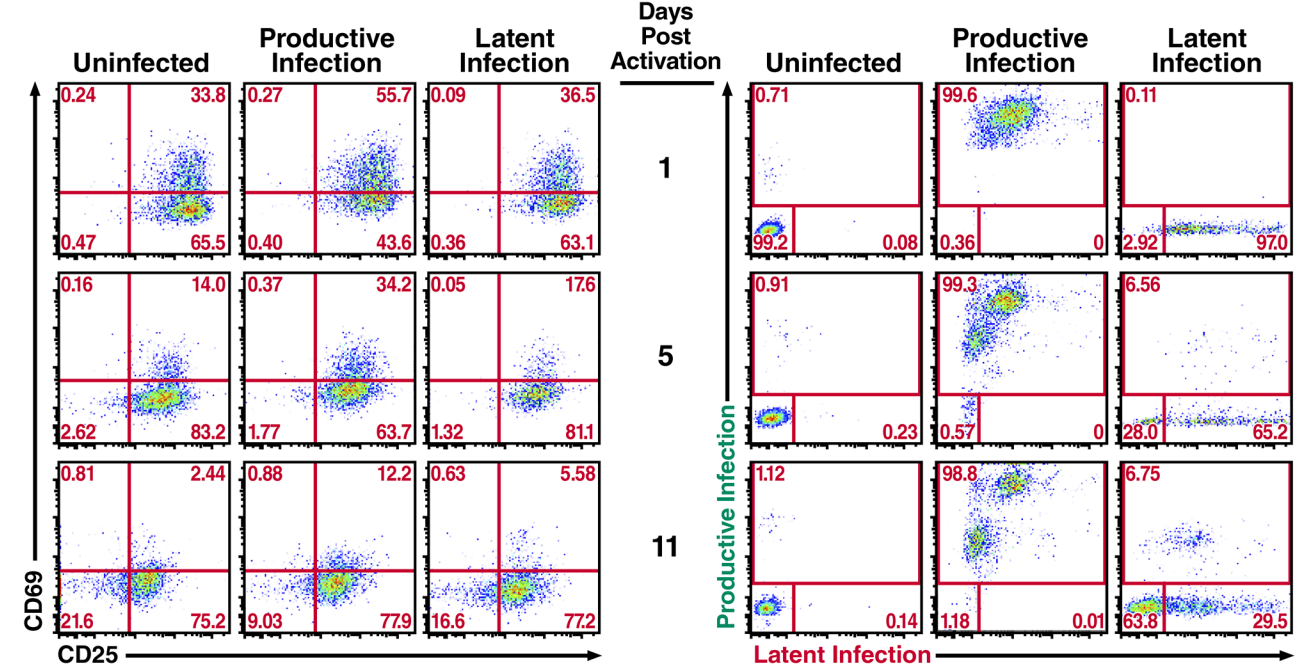 Days
Post
Activation
Uninfected
Productive
Infection
Latent
Infection
Uninfected
Productive
Infection
Latent
Infection
0.24 33.8 0.27 55.7 0.09 36.5
0.47 65.5 0.40 43.6 0.36 63.1
1
0.71 99.6 0.11
99.2 0.08 0.36 0 2.92 97.0
0.16 14.0 0.37 34.2 0.05 17.6
2.62 83.2 1.77 63.7 1.32 81.1
5
0.91 99.3 6.56
0.23 0.57 0 28.0 65.2
0.81 2.44 0.88 12.2 0.63 5.58
21.6 75.2 9.03 77.9 16.6 77.2
11
1.12 98.8 6.75
0.14 1.18 0.01 63.8 29.5
CD69
CD25
Productive Infection
Latent Infection